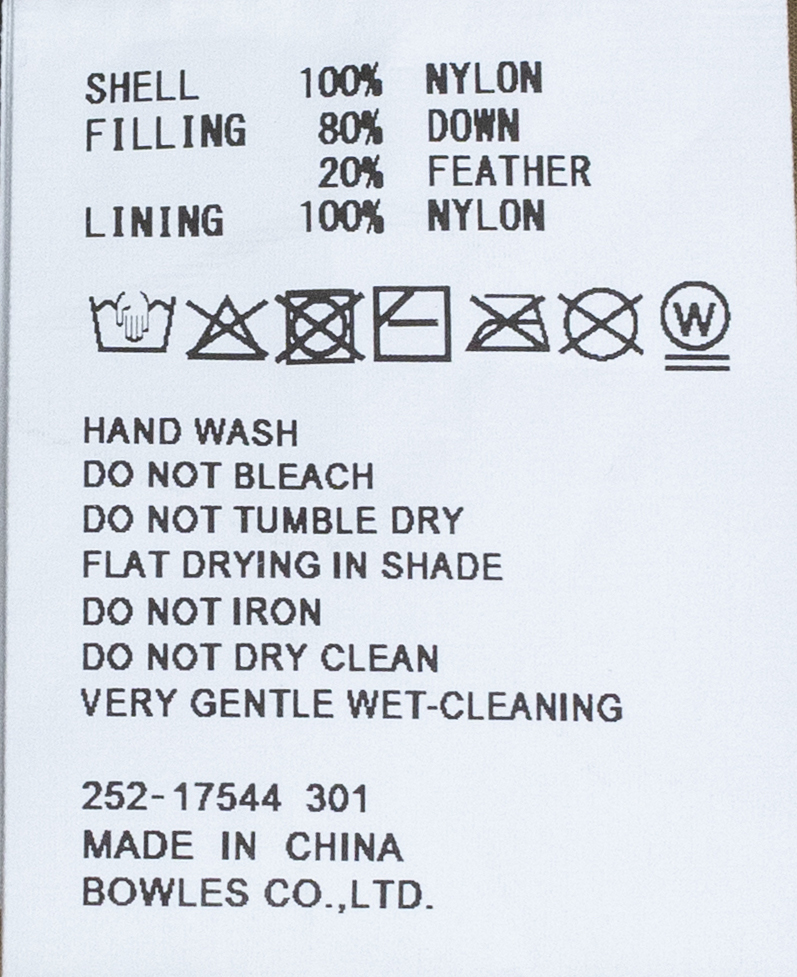 SHELL 100% NYLON
FILLING 80% DOWN
20% FEATHER
LINING 100% NYLON
W
HAND WASH
DO NOT BLEACH
DO NOT TUMBLE DRY
FLAT DRYING IN SHADE
DO NOT IRON
DO NOT DRY CLEAN
VERY GENTLE WET-CLEANING
252-17544 301
MADE IN CHINA
BOWLES CO.,LTD.